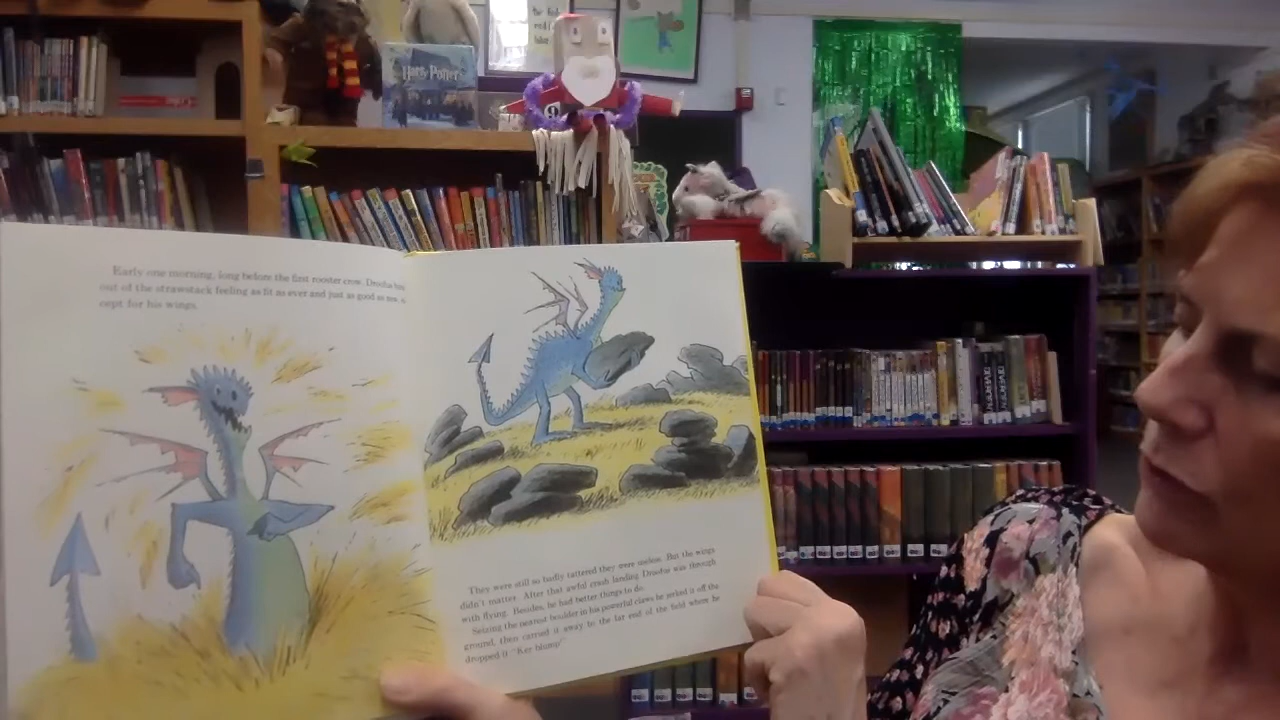 Harry Potter
Early one morning, long before the first rooster crow, Droofus
out of the strawstack feeling as fit as ever and just as good as new,
cept for his wings.
They were still so badly tattered they were useless. But the wings
didn't matter. After that awful crash landing Droofus was through
with flying. Besides, he had better things to do.
Seizing the nearest boulder in his powerful claws he jerked it off the
ground, then carried it away to the far end of the field where he
dropped it "Ker blump"